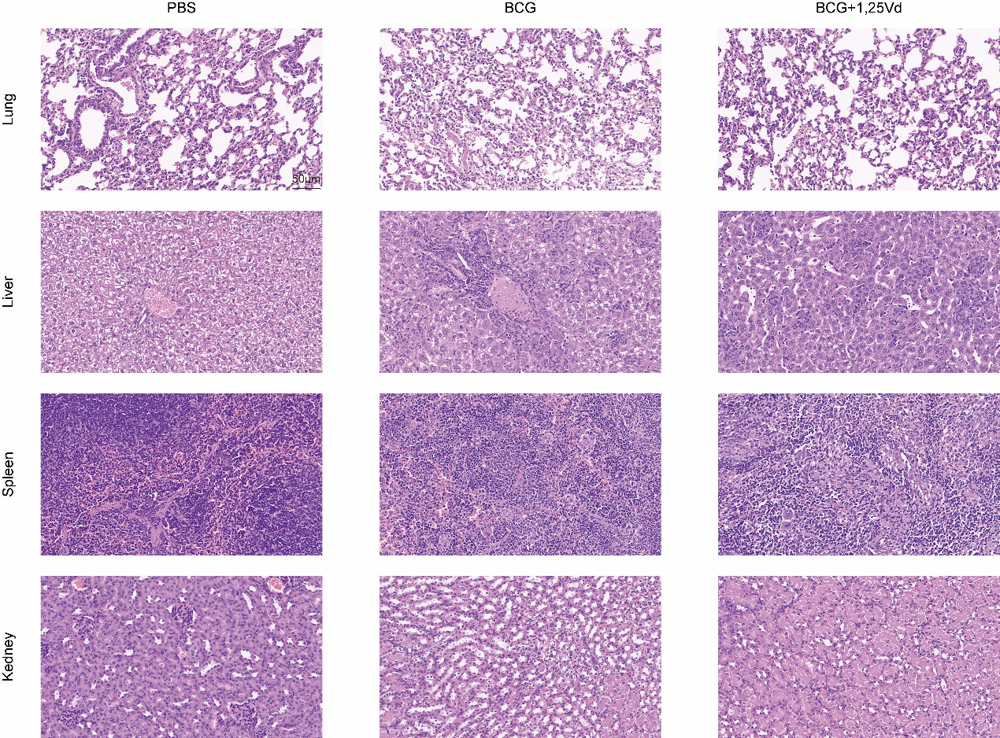 PBS
BCG
BCG+1,25Vd
Lung
50μm
Liver
Spleen
Kedney